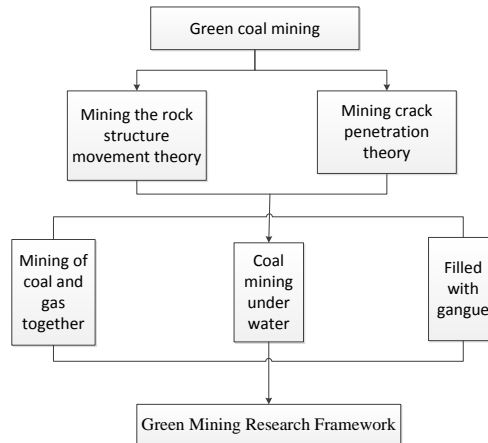 Green coal mining
Mining the rock
structure
movement theory
Mining crack
penetration
theory
Mining of
coal and
gas
together
Coal
mining
under
water
Filled
with
gangue
Green Mining Research Framework